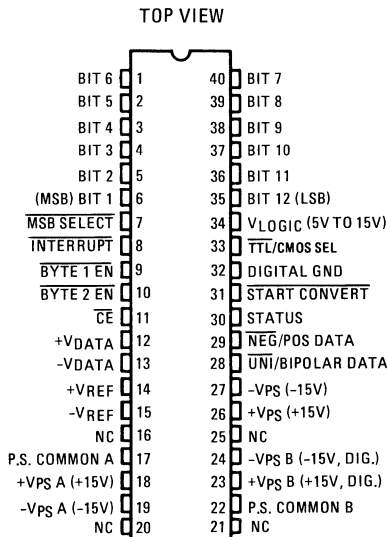 TOP VIEW
BIT 6 1 40 BIT 7
BIT 5 2 39 BIT 8
BIT 4 3 38 BIT 9
BIT 3 4 37 BIT 10
BIT 2 5 36 BIT 11
(MSB) BIT 1 6 35 BIT 12 (LSB)
MSB SELECT 7 34 VLOGIC (5V TO 15V)
INTERRUPT 8 33 TTL/CMOS SEL
BYTE 1 EN 9 32 DIGITAL GND
BYTE 2 EN 10 31 START CONVERT
CE 11 30 STATUS
+VDATA 12 29 NEG/POS DATA
-VDATA 13 28 UNI/BIPOLAR DATA
+VREF 14 27 -VPS (-15V)
-VREF 15 26 +VPS (+15V)
NC 16 25 NC
P.S. COMMON A 17 24 -VPS B (-15V, DIG.)
+VPS A (+15V) 18 23 +VPS B (+15V, DIG.)
-VPS A (-15V) 19 22 P.S. COMMON B
NC 20 21 NC